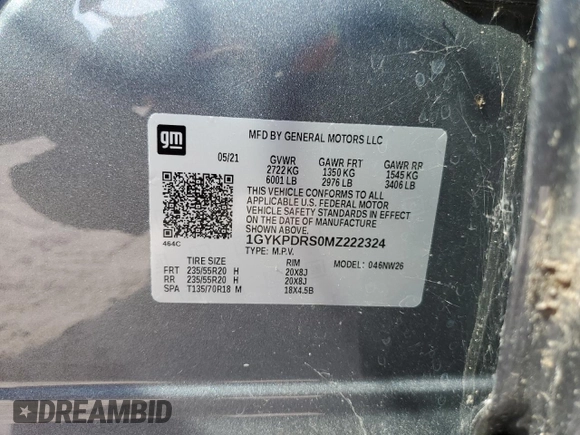 gm
MFD BY GENERAL MOTORS LLC
05/21 GVWR GAWR FRT GAWR RR
2722 KG 1350 KG 1545 KG
6001 LB 2976 LB 3406 LB
THIS VEHICLE CONFORMS TO ALL
APPLICABLE U.S. FEDERAL MOTOR
VEHICLE SAFETY STANDARDS IN EFFECT
ON THE DATE OF MANUFACTURE
SHOWN ABOVE.
464C
1GYKPDRS0MZ222324
TYPE: M.P.V.
TIRE SIZE RIM MODEL: 046NW26
FRT 235/55R20 H 20X8J
RR 235/55R20 H 20X8J
SPA T135/70R18 M 18X4.5B
DREAMBID